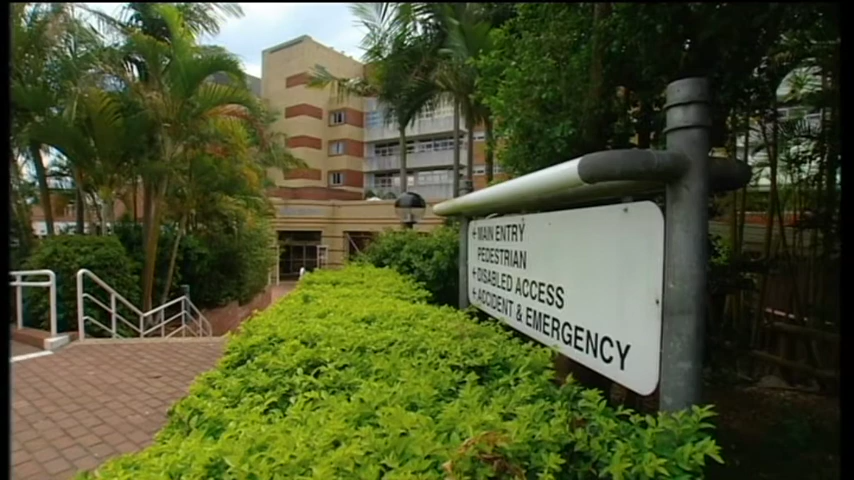 ←MAIN ENTRY
PEDESTRIAN
←DISABLED ACCESS
←ACCIDENT & EMERGENCY